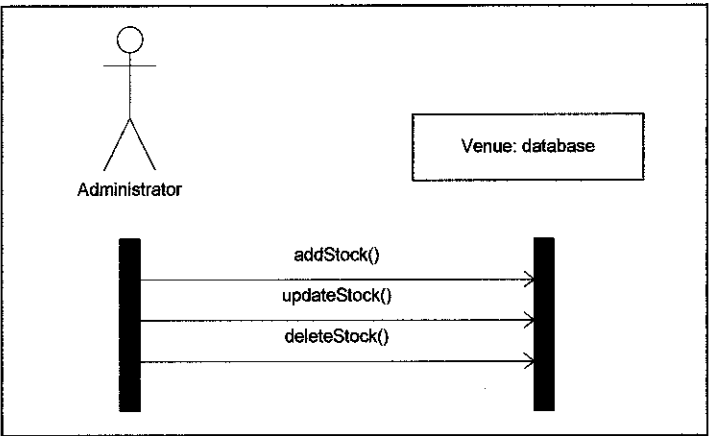 Venue: database
Administrator
addStock()
updateStock()
deleteStock()